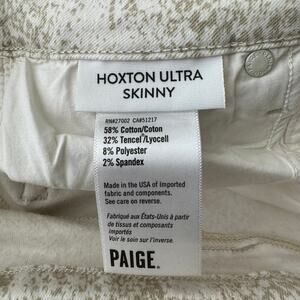 HOXTON ULTRA
SKINNY
RN#27002 CA#51217
58% Cotton/Coton
32% Tencel®/Lyocell
8% Polyester
2% Spandex
Made in the USA of imported
fabric and components.
See care on reverse.
Fabriqué aux États-Unis à partir
de tissus et composants
importés
Voir le soin sur l'inverse.
PAIGE.